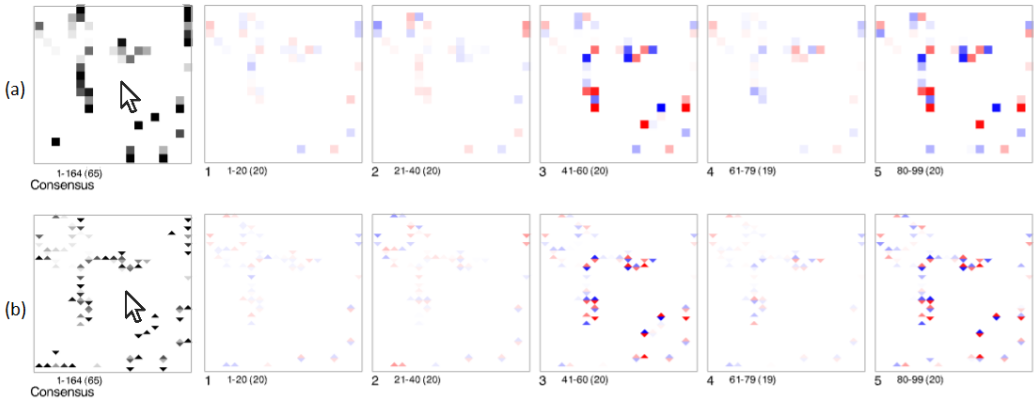 (a)
1-164 (65)
Consensus
1 1-20 (20)
2 21-40 (20)
3 41-60 (20)
4 61-79 (19)
5 80-99 (20)
(b)
1-164 (65)
Consensus
1 1-20 (20)
2 21-40 (20)
3 41-60 (20)
4 61-79 (19)
5 80-99 (20)